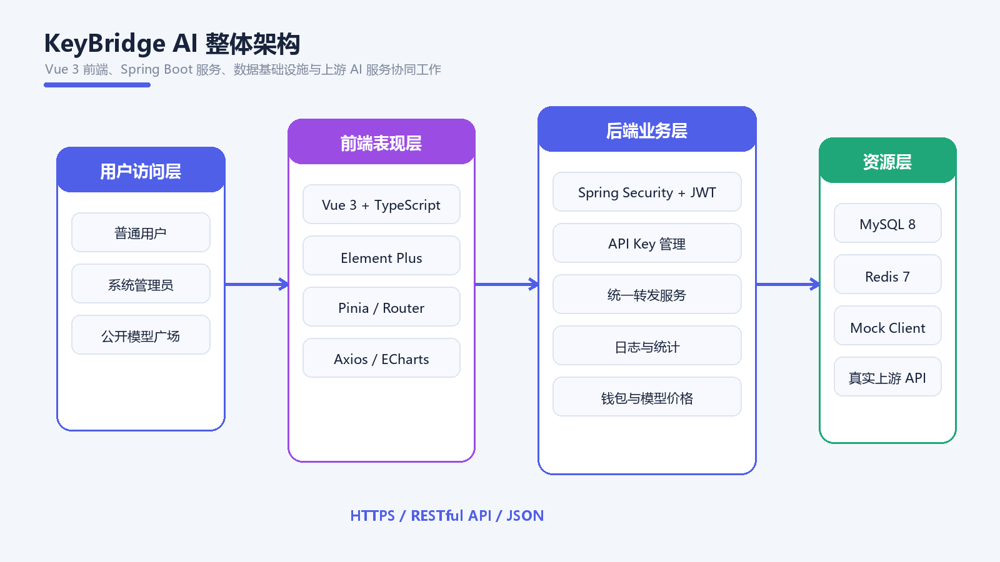 KeyBridge AI 整体架构
Vue 3 前端、Spring Boot 服务、数据基础设施与上游 AI 服务协同工作
用户访问层
普通用户
系统管理员
公开模型广场
前端表现层
Vue 3 + TypeScript
Element Plus
Pinia / Router
Axios / ECharts
后端业务层
Spring Security + JWT
API Key 管理
统一转发服务
日志与统计
钱包与模型价格
资源层
MySQL 8
Redis 7
Mock Client
真实上游 API
HTTPS / RESTful API / JSON